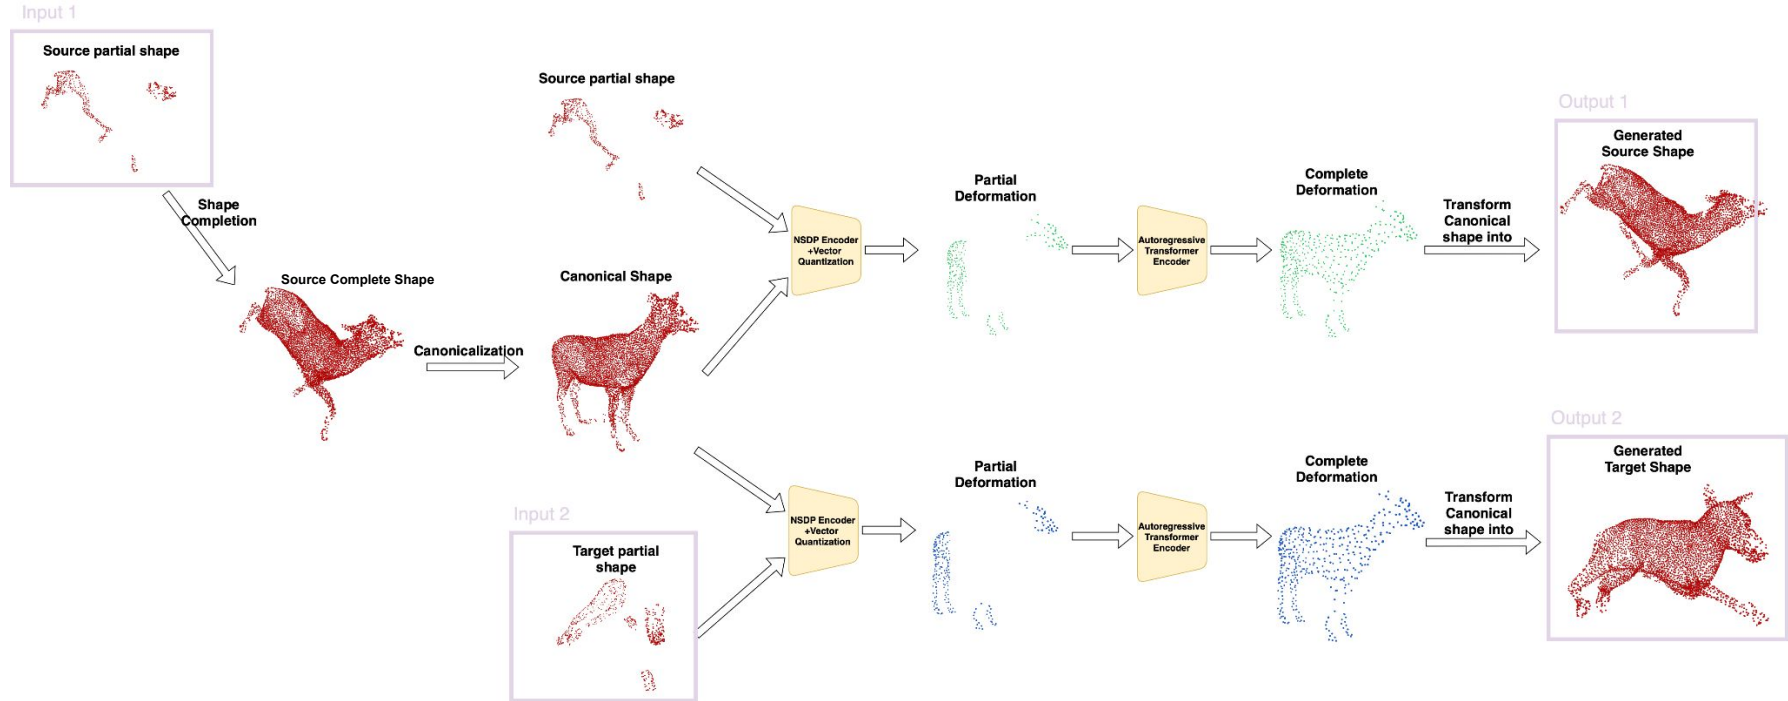 Input 1
Source partial shape
Shape
Completion
Source Complete Shape
Canonicalization
Source partial shape
Canonical Shape
Input 2
Target partial
shape
NSDP Encoder
+Vector
Quantization
Partial
Deformation
Autoregressive
Transformer
Encoder
Complete
Deformation
Transform
Canonical
shape into
Output 1
Generated
Source Shape
NSDP Encoder
+Vector
Quantization
Partial
Deformation
Autoregressive
Transformer
Encoder
Complete
Deformation
Transform
Canonical
shape into
Output 2
Generated
Target Shape